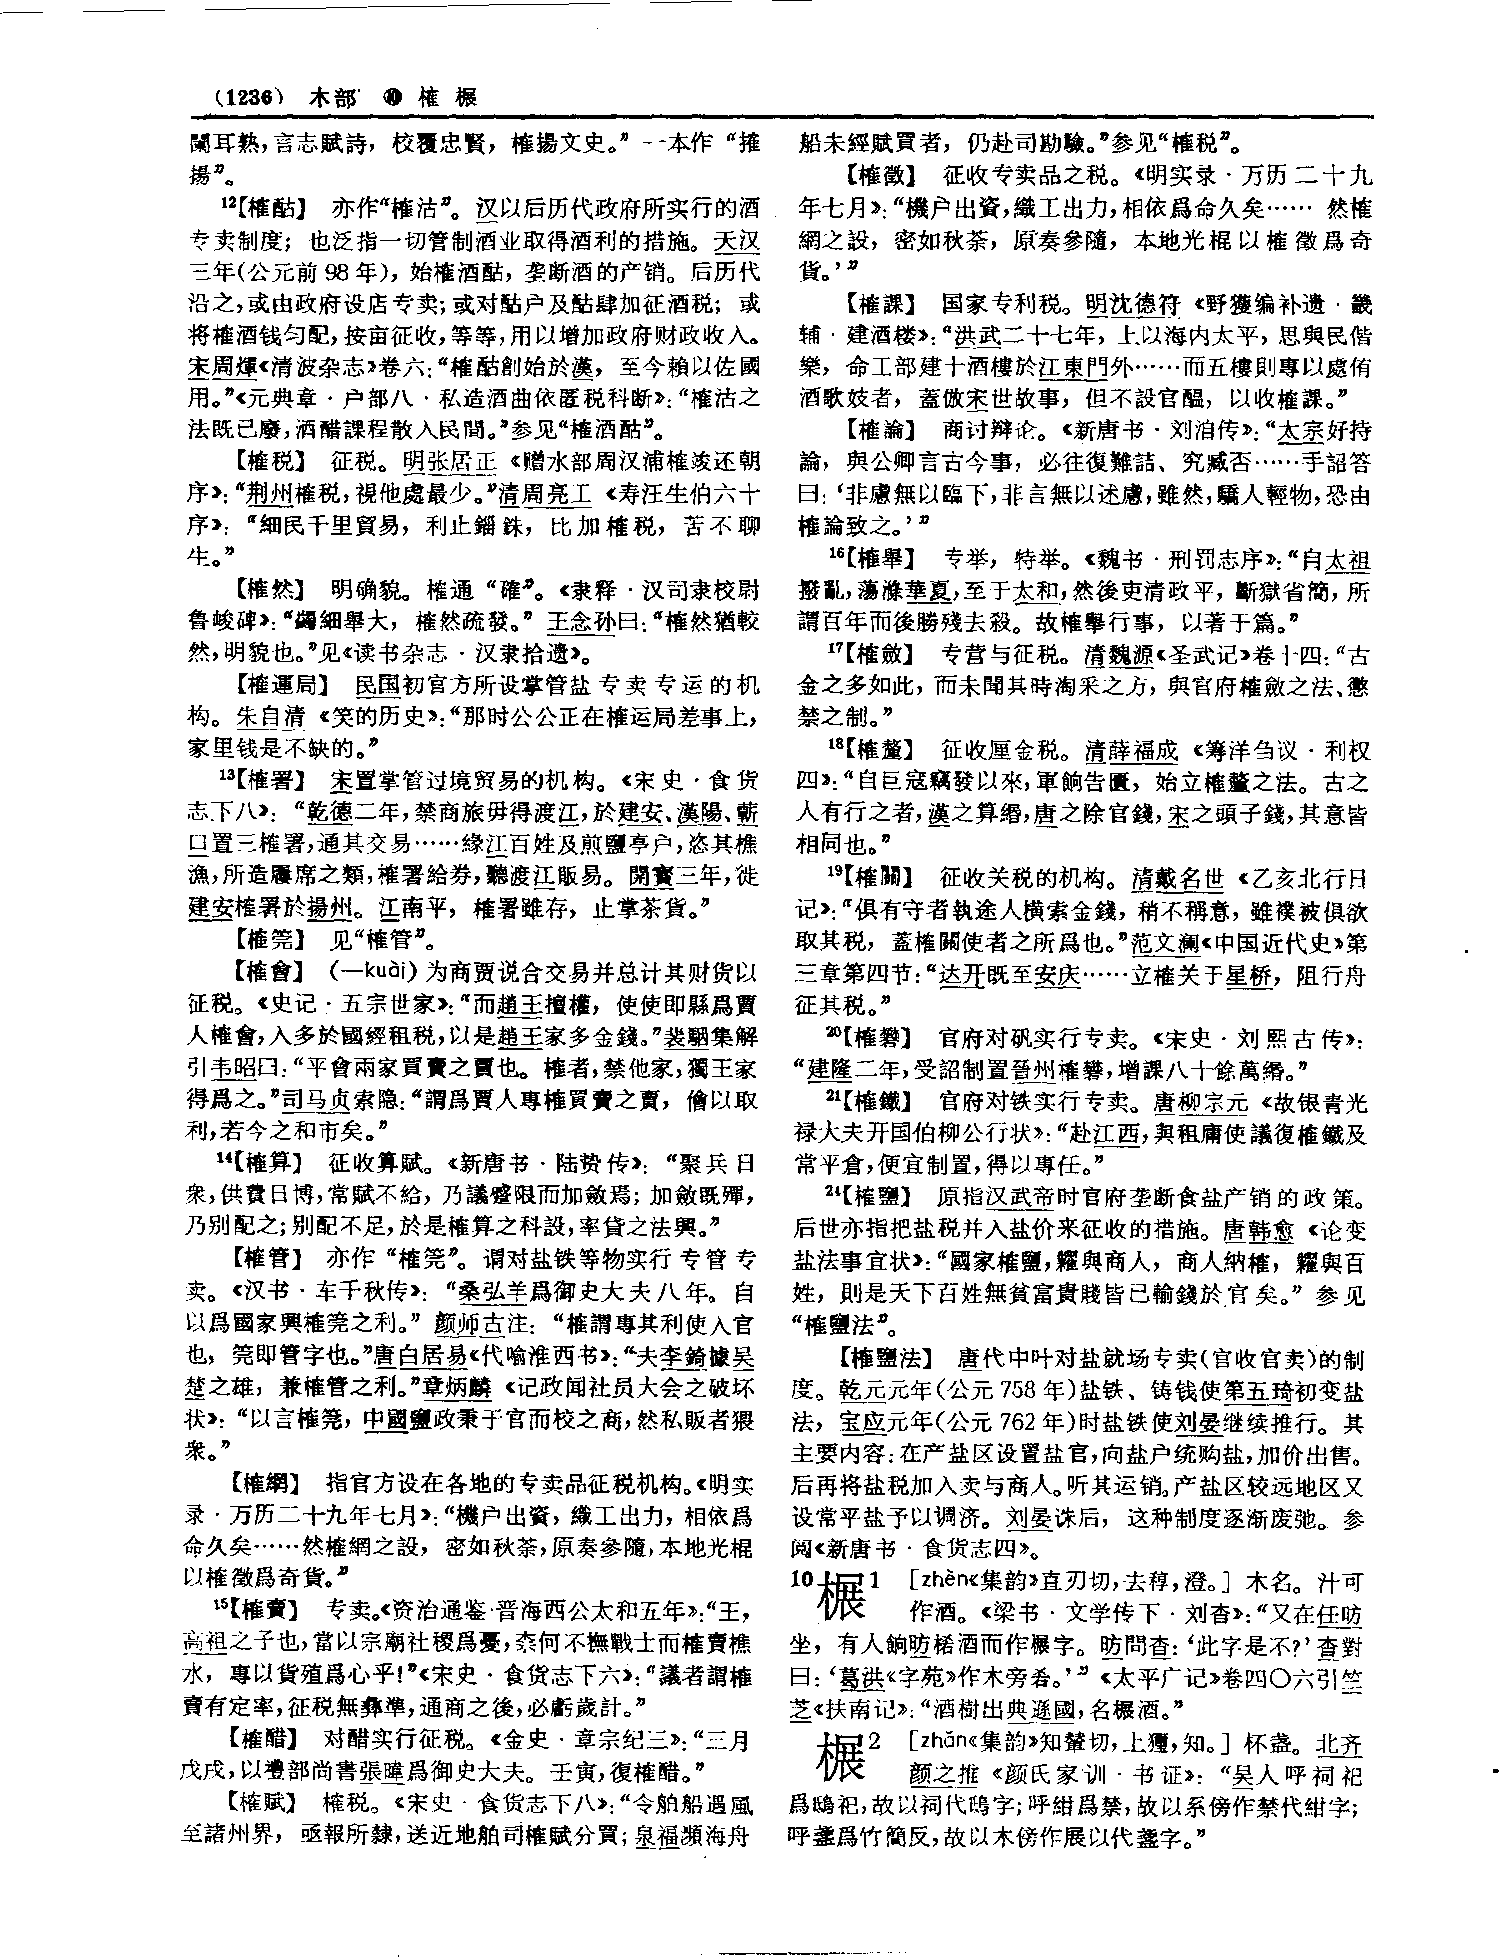 (1236) 木部 ⑩ 榷 榐
闌耳熱，言志賦詩，校覆忠賢，榷揚文史。”一本作“搉
揚”。
12【榷酤】 亦作“榷沽”。汉以后历代政府所实行的酒
专卖制度；也泛指一切管制酒业取得酒利的措施。天汉
三年(公元前98年)，始榷酒酤，垄断酒的产销。后历代
沿之，或由政府设店专卖；或对酤户及酤肆加征酒税；或
将榷酒钱匀配，按亩征收，等等，用以增加政府财政收入。
宋周煇《清波杂志》卷六：“榷酤創始於漢，至今賴以佐國
用。”《元典章·户部八·私造酒曲依匿税科断》：“榷沽之
法既已廢，酒醋課程散入民間。”参见“榷酒酤”。
【榷税】 征税。明张居正《赠水部周汉浦榷竣还朝
序》：“荆州榷税，視他處最少。”清周亮工《寿汪生伯六十
序》：“細民千里貿易，利止錙銖，比加榷税，苦不聊
生。”
【榷然】 明确貌。榷通“確”。《隶释·汉司隶校尉
鲁峻碑》：“蠲細舉大，榷然疏發。”王念孙曰：“榷然猶較
然，明貌也。”见《读书杂志·汉隶拾遗》。
【榷運局】 民国初官方所设掌管盐专卖专运的机
构。朱自清《笑的历史》：“那时公公正在榷运局差事上，
家里钱是不缺的。”
13【榷署】 宋置掌管过境贸易的机构。《宋史·食货
志下八》：“乾德二年，禁商旅毋得渡江，於建安、漢陽、蘄
口置三榷署，通其交易……緣江百姓及煎鹽亭户，恣其樵
漁，所造屨席之類，榷署給券，聽渡江販易。開寶三年，徙
建安榷署於揚州。江南平，榷署雖存，止掌茶貨。”
【榷筦】 见“榷管”。
【榷會】 (—kuài)为商贾说合交易并总计其财货以
征税。《史记·五宗世家》：“而趙王擅權，使使即縣爲賈
人榷會，入多於國經租税，以是趙王家多金錢。”裴駰集解
引韦昭曰：“平會兩家買賣之賈也。榷者，禁他家，獨王家
得爲之。”司马贞索隐：“謂爲賈人專榷買賣之賈，儈以取
利，若今之和市矣。”
14【榷算】 征收算赋。《新唐书·陆贽传》：“聚兵日
衆，供費日博，常賦不給，乃議蹙限而加斂焉；加斂既殫，
乃别配之；别配不足，於是榷算之科設，率貸之法興。”
【榷管】 亦作“榷筦”。谓对盐铁等物实行专管专
卖。《汉书·车千秋传》：“桑弘羊爲御史大夫八年。自
以爲國家興榷筦之利。”颜师古注：“榷謂專其利使入官
也，筦即管字也。”唐白居易《代喻淮西书》：“夫李錡據吴
楚之雄，兼榷管之利。”章炳麟《记政闻社员大会之破坏
状》：“以言榷筦，中國鹽政秉于官而校之商，然私販者猥
衆。”
【榷網】 指官方设在各地的专卖品征税机构。《明实
录·万历二十九年七月》：“機户出資，織工出力，相依爲
命久矣……然榷網之設，密如秋荼，原奏參隨，本地光棍
以榷徵爲奇貨。”
15【榷賣】 专卖。《资治通鉴·晋海西公太和五年》：“王，
高祖之子也，當以宗廟社稷爲憂，柰何不撫戰士而榷賣樵
水，專以貨殖爲心乎！”《宋史·食货志下六》：“議者謂榷
賣有定率，征税無彝準，通商之後，必虧歲計。”
【榷醋】 对醋实行征税。《金史·章宗纪三》：“三月
戊戌，以禮部尚書張暐爲御史大夫。壬寅，復榷醋。”
【榷赋】 榷税。《宋史·食货志下八》：“令舶船遇風
至諸州界，亟報所隸，送近地舶司榷賦分買；泉福瀕海舟
船未經賦買者，仍赴司勘驗。”参见“榷税”。
【榷徵】 征收专卖品之税。《明实录·万历二十九
年七月》：“機户出資，織工出力，相依爲命久矣…… 然榷
網之設，密如秋荼，原奏參隨，本地光棍以榷徵爲奇
貨。’”
【榷課】 国家专利税。明沈德符《野獲编补遗·畿
辅·建酒楼》：“洪武二十七年，上以海内太平，思與民偕
樂，命工部建十酒樓於江東門外……而五樓則專以處侑
酒歌妓者，蓋倣宋世故事，但不設官醖，以收榷課。”
【榷論】 商讨辩论。《新唐书·刘洎传》：“太宗好持
論，與公卿言古今事，必往復難詰、究臧否……手詔答
曰：‘非慮無以臨下，非言無以述慮，雖然，驕人輕物，恐由
榷論致之。’”
16【榷舉】 专举，特举。《魏书·刑罚志序》：“自太祖
撥亂，蕩滌華夏，至于太和，然後吏清政平，斷獄省簡，所
謂百年而後勝殘去殺。故榷舉行事，以著于篇。”
17【榷斂】 专营与征税。清魏源《圣武记》卷十四：“古
金之多如此，而未聞其時淘采之方，與官府榷斂之法、懲
禁之制。”
18【榷釐】 征收厘金税。清薛福成《筹洋刍议·利权
四》：“自巨寇竊發以來，軍餉告匱，始立榷釐之法。古之
人有行之者，漢之算緡，唐之除官錢，宋之頭子錢，其意皆
相同也。”
19【榷關】 征收关税的机构。清戴名世《乙亥北行日
记》：“俱有守者執途人横索金錢，稍不稱意，雖襆被俱欲
取其税，蓋榷關使者之所爲也。”范文澜《中国近代史》第
三章第四节：“达开既至安庆……立榷关于星桥，阻行舟
征其税。”
20【榷礬】 官府对矾实行专卖。《宋史·刘熙古传》：
“建隆二年，受詔制置晉州榷礬，增課八十餘萬緡。”
21【榷鐵】 官府对铁实行专卖。唐柳宗元《故银青光
禄大夫开国伯柳公行状》：“赴江西，與租庸使議復榷鐵及
常平倉，便宜制置，得以專任。”
24【榷鹽】 原指汉武帝时官府垄断食盐产销的政策。
后世亦指把盐税并入盐价来征收的措施。唐韩愈《论变
盐法事宜状》：“國家榷鹽，糶與商人，商人納榷，糶與百
姓，則是天下百姓無貧富貴賤皆已輸錢於官矣。”参见
“榷鹽法”。
【榷鹽法】 唐代中叶对盐就场专卖(官收官卖)的制
度。乾元元年(公元758年)盐铁、铸钱使第五琦初变盐
法，宝应元年(公元762年)时盐铁使刘晏继续推行。其
主要内容：在产盐区设置盐官，向盐户统购盐，加价出售。
后再将盐税加入卖与商人。听其运销。产盐区较远地区又
设常平盐予以调济。刘晏诛后，这种制度逐渐废弛。参
阅《新唐书·食货志四》。
10榐1 [zhèn《集韵》直刃切，去稕，澄。] 木名。汁可
作酒。《梁书·文学传下·刘杳》：“又在任昉
坐，有人餉昉㮌酒而作榐字。昉問杳：‘此字是不？’杳對
曰：‘葛洪《字苑》作木旁㐱。’”《太平广记》卷四〇六引竺
芝《扶南记》：“酒樹出典遜國，名榐酒。”
榐2 [zhǎn《集韵》知輦切，上獮，知。] 杯盏。北齐
颜之推《颜氏家训·书证》：“吴人呼祠祀
爲鴟祀，故以祠代鴟字；呼紺爲禁，故以糸傍作禁代紺字；
呼盞爲竹簡反，故以木傍作展以代盞字。”